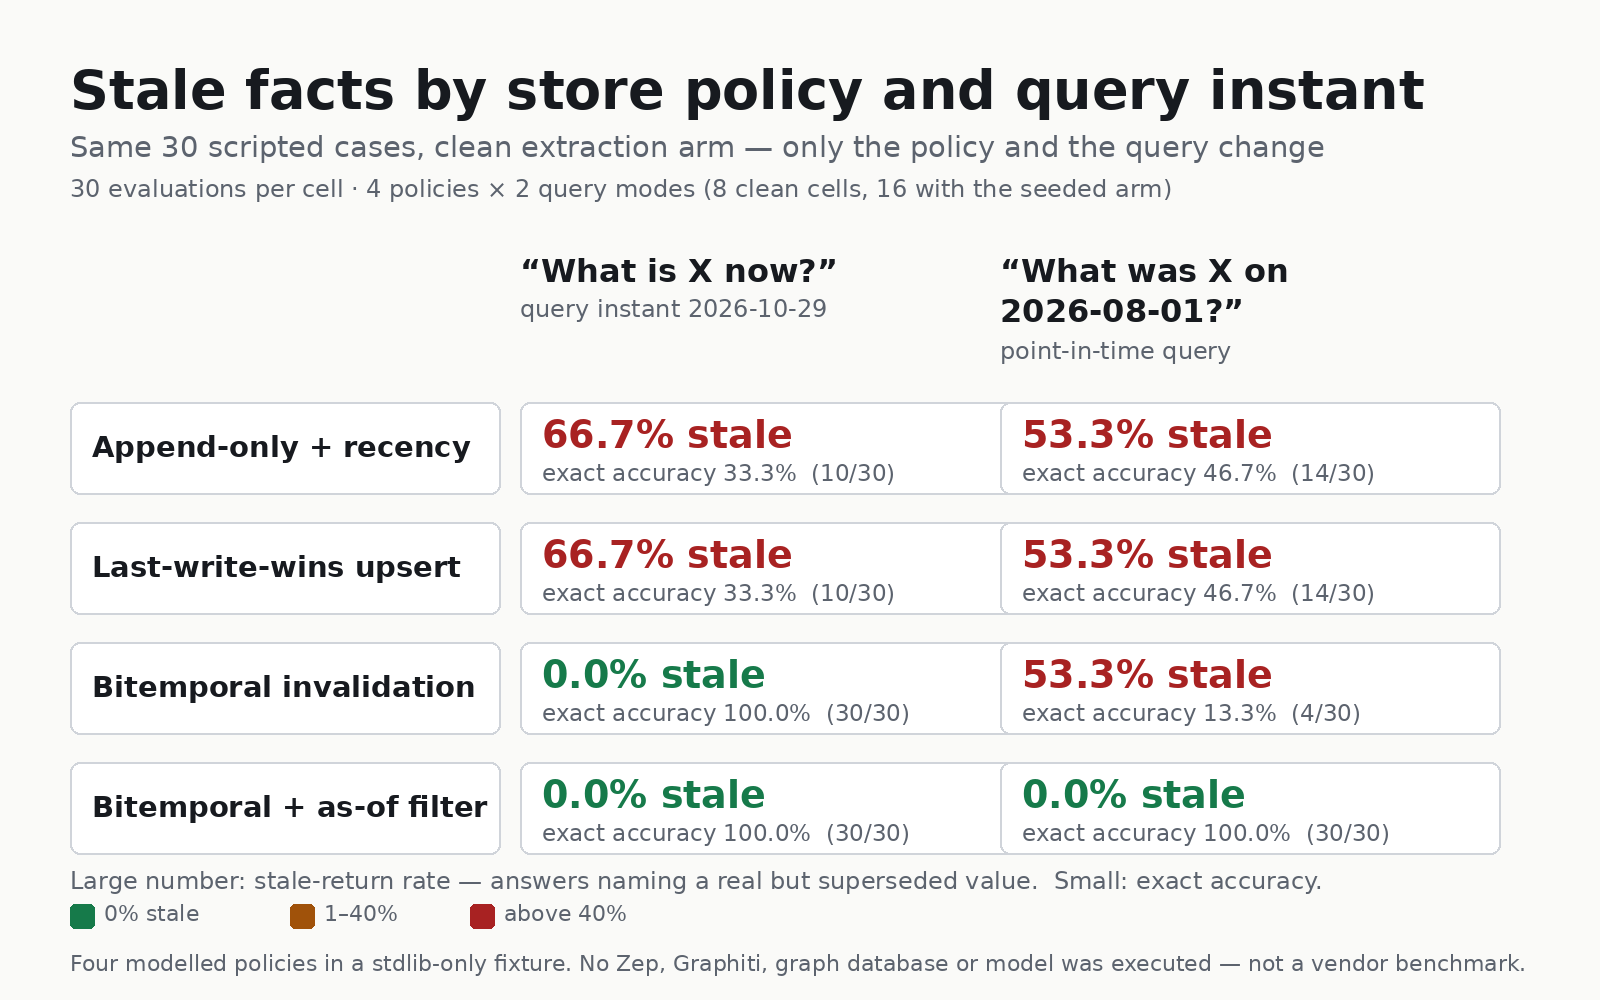 Stale facts by store policy and query instant
Same 30 scripted cases, clean extraction arm — only the policy and the query change
30 evaluations per cell · 4 policies × 2 query modes (8 clean cells, 16 with the seeded arm)
“What is X now?”
query instant 2026-10-29
“What was X on
2026-08-01?”
point-in-time query
Append-only + recency
66.7% stale
exact accuracy 33.3%  (10/30)
53.3% stale
exact accuracy 46.7%  (14/30)
Last-write-wins upsert
66.7% stale
exact accuracy 33.3%  (10/30)
53.3% stale
exact accuracy 46.7%  (14/30)
Bitemporal invalidation
0.0% stale
exact accuracy 100.0%  (30/30)
53.3% stale
exact accuracy 13.3%  (4/30)
Bitemporal + as-of filter
0.0% stale
exact accuracy 100.0%  (30/30)
0.0% stale
exact accuracy 100.0%  (30/30)
Large number: stale-return rate — answers naming a real but superseded value.  Small: exact accuracy.
0% stale
1–40%
above 40%
Four modelled policies in a stdlib-only fixture. No Zep, Graphiti, graph database or model was executed — not a vendor benchmark.